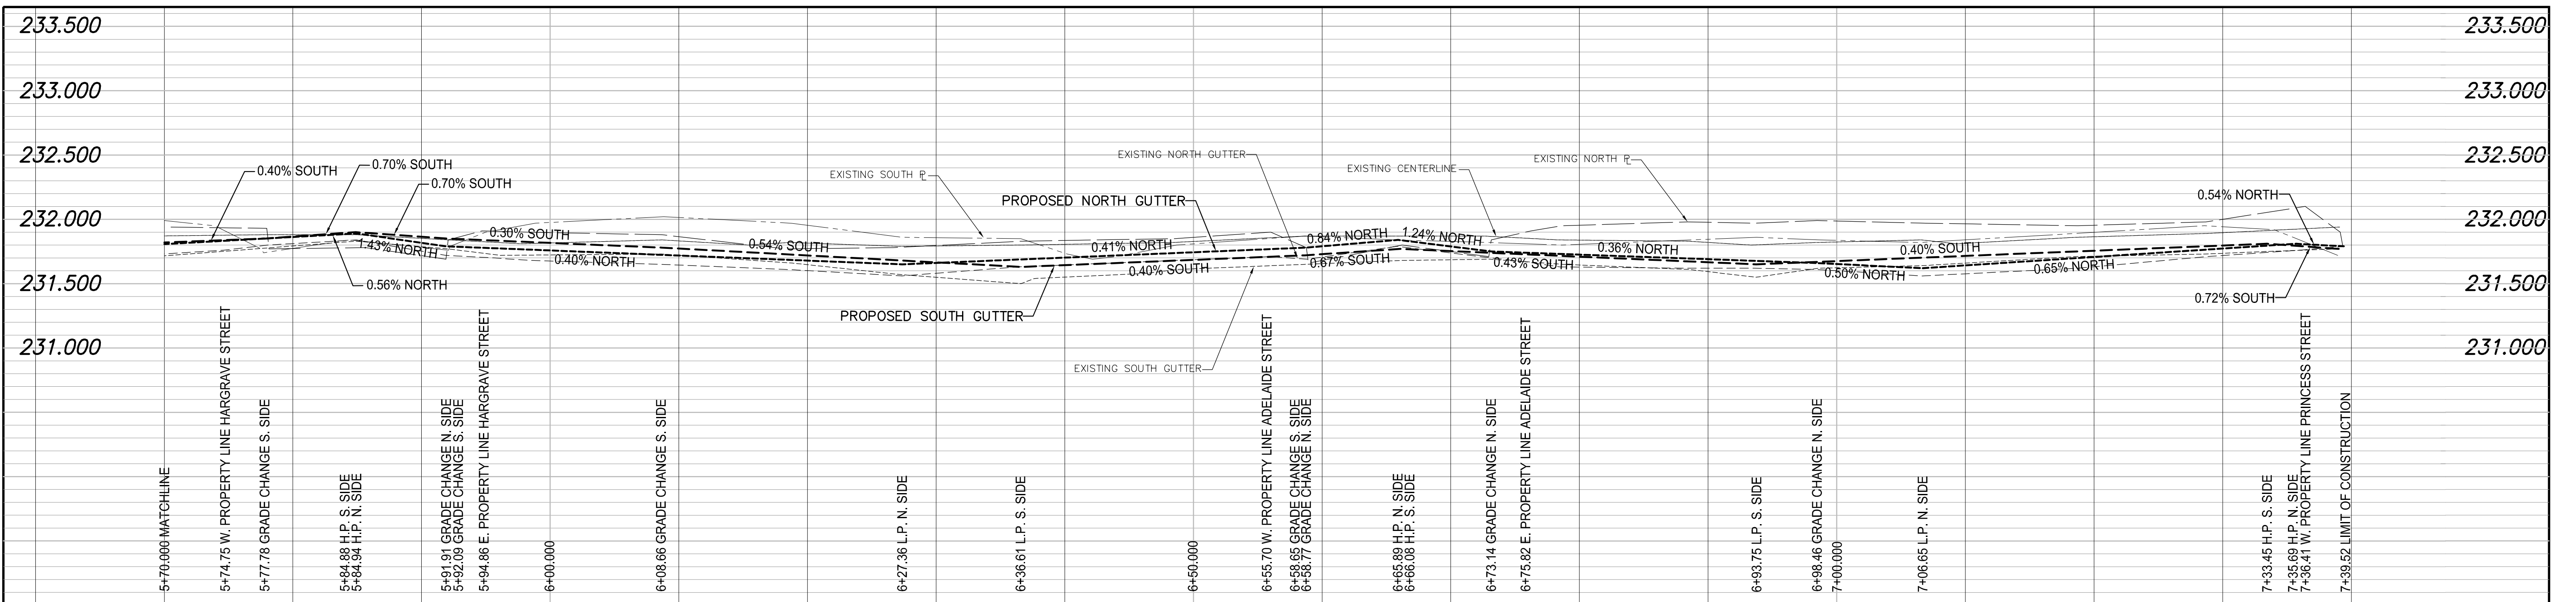 233.500
233.500
233.000
233.000
232.500
232.500
232.000
232.000
231.500
231.500
231.000
231.000
0.40% SOUTH
0.70% SOUTH
0.70% SOUTH
EXISTING SOUTH ℄
EXISTING NORTH GUTTER
EXISTING CENTERLINE
EXISTING NORTH ℄
PROPOSED NORTH GUTTER
0.54% NORTH
1.43% NORTH
0.30% SOUTH
0.40% NORTH
0.54% SOUTH
0.41% NORTH
0.40% SOUTH
0.84% NORTH
0.67% SOUTH
1.24% NORTH
0.43% SOUTH
0.36% NORTH
0.50% NORTH
0.40% SOUTH
0.65% NORTH
0.56% NORTH
PROPOSED SOUTH GUTTER
EXISTING SOUTH GUTTER
0.72% SOUTH
5+70.000 MATCHLINE
5+74.75 W. PROPERTY LINE HARGRAVE STREET
5+77.78 GRADE CHANGE S. SIDE
5+84.88 H.P. S. SIDE
5+84.94 H.P. N. SIDE
5+91.91 GRADE CHANGE N. SIDE
5+92.09 GRADE CHANGE S. SIDE
5+94.86 E. PROPERTY LINE HARGRAVE STREET
6+00.000
6+08.66 GRADE CHANGE S. SIDE
6+27.36 L.P. N. SIDE
6+36.61 L.P. S. SIDE
6+50.000
6+55.70 W. PROPERTY LINE ADELAIDE STREET
6+58.65 GRADE CHANGE S. SIDE
6+58.77 GRADE CHANGE N. SIDE
6+65.89 H.P. N. SIDE
6+66.08 H.P. S. SIDE
6+73.14 GRADE CHANGE N. SIDE
6+75.82 E. PROPERTY LINE ADELAIDE STREET
6+93.75 L.P. S. SIDE
6+98.46 GRADE CHANGE N. SIDE
7+00.000
7+06.65 L.P. N. SIDE
7+33.45 H.P. S. SIDE
7+35.69 H.P. N. SIDE
7+36.41 W. PROPERTY LINE PRINCESS STREET
7+39.52 LIMIT OF CONSTRUCTION